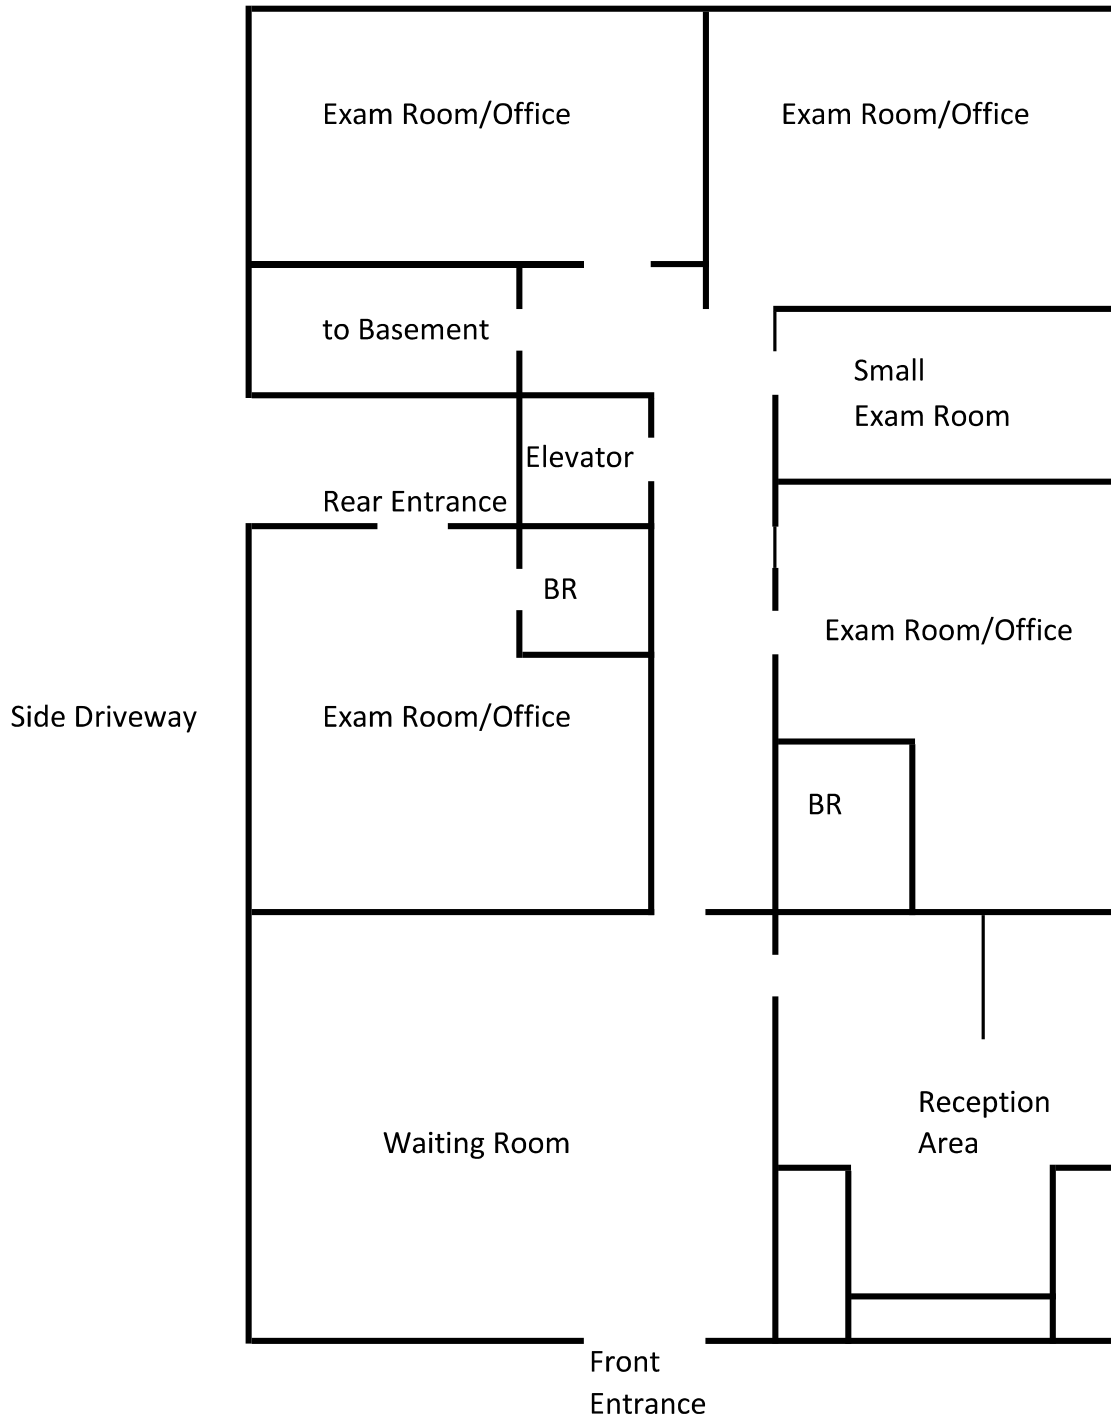 Exam Room/Office
Exam Room/Office
to Basement
Small
Exam Room
Elevator
Rear Entrance
BR
Exam Room/Office
Side Driveway
Exam Room/Office
BR
Reception
Area
Waiting Room
Front
Entrance